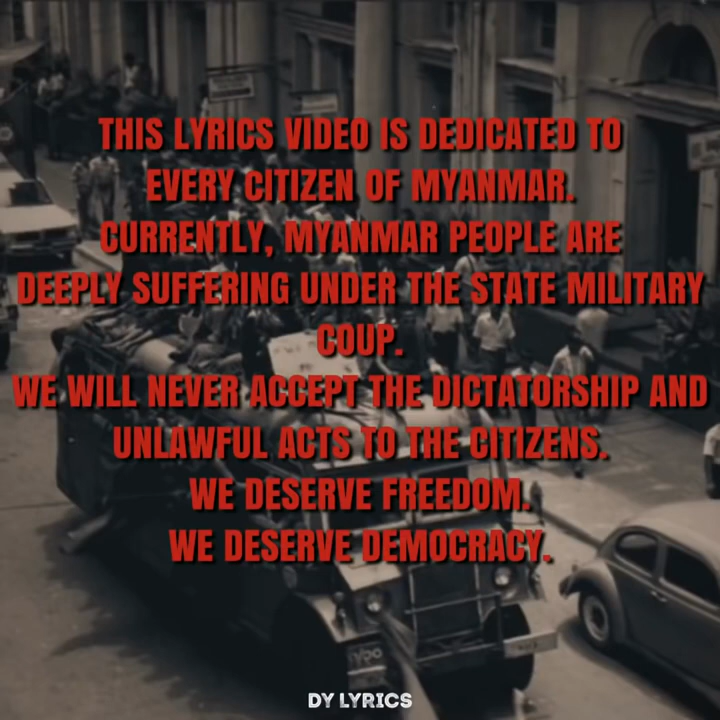 THIS LYRICS VIDEO IS DEDICATED TO
EVERY CITIZEN OF MYANMAR.
CURRENTLY, MYANMAR PEOPLE ARE
DEEPLY SUFFERING UNDER THE STATE MILITARY
COUP.
WE WILL NEVER ACCEPT THE DICTATORSHIP AND
UNLAWFUL ACTS TO THE CITIZENS.
WE DESERVE FREEDOM.
WE DESERVE DEMOCRACY.
DY LYRICS